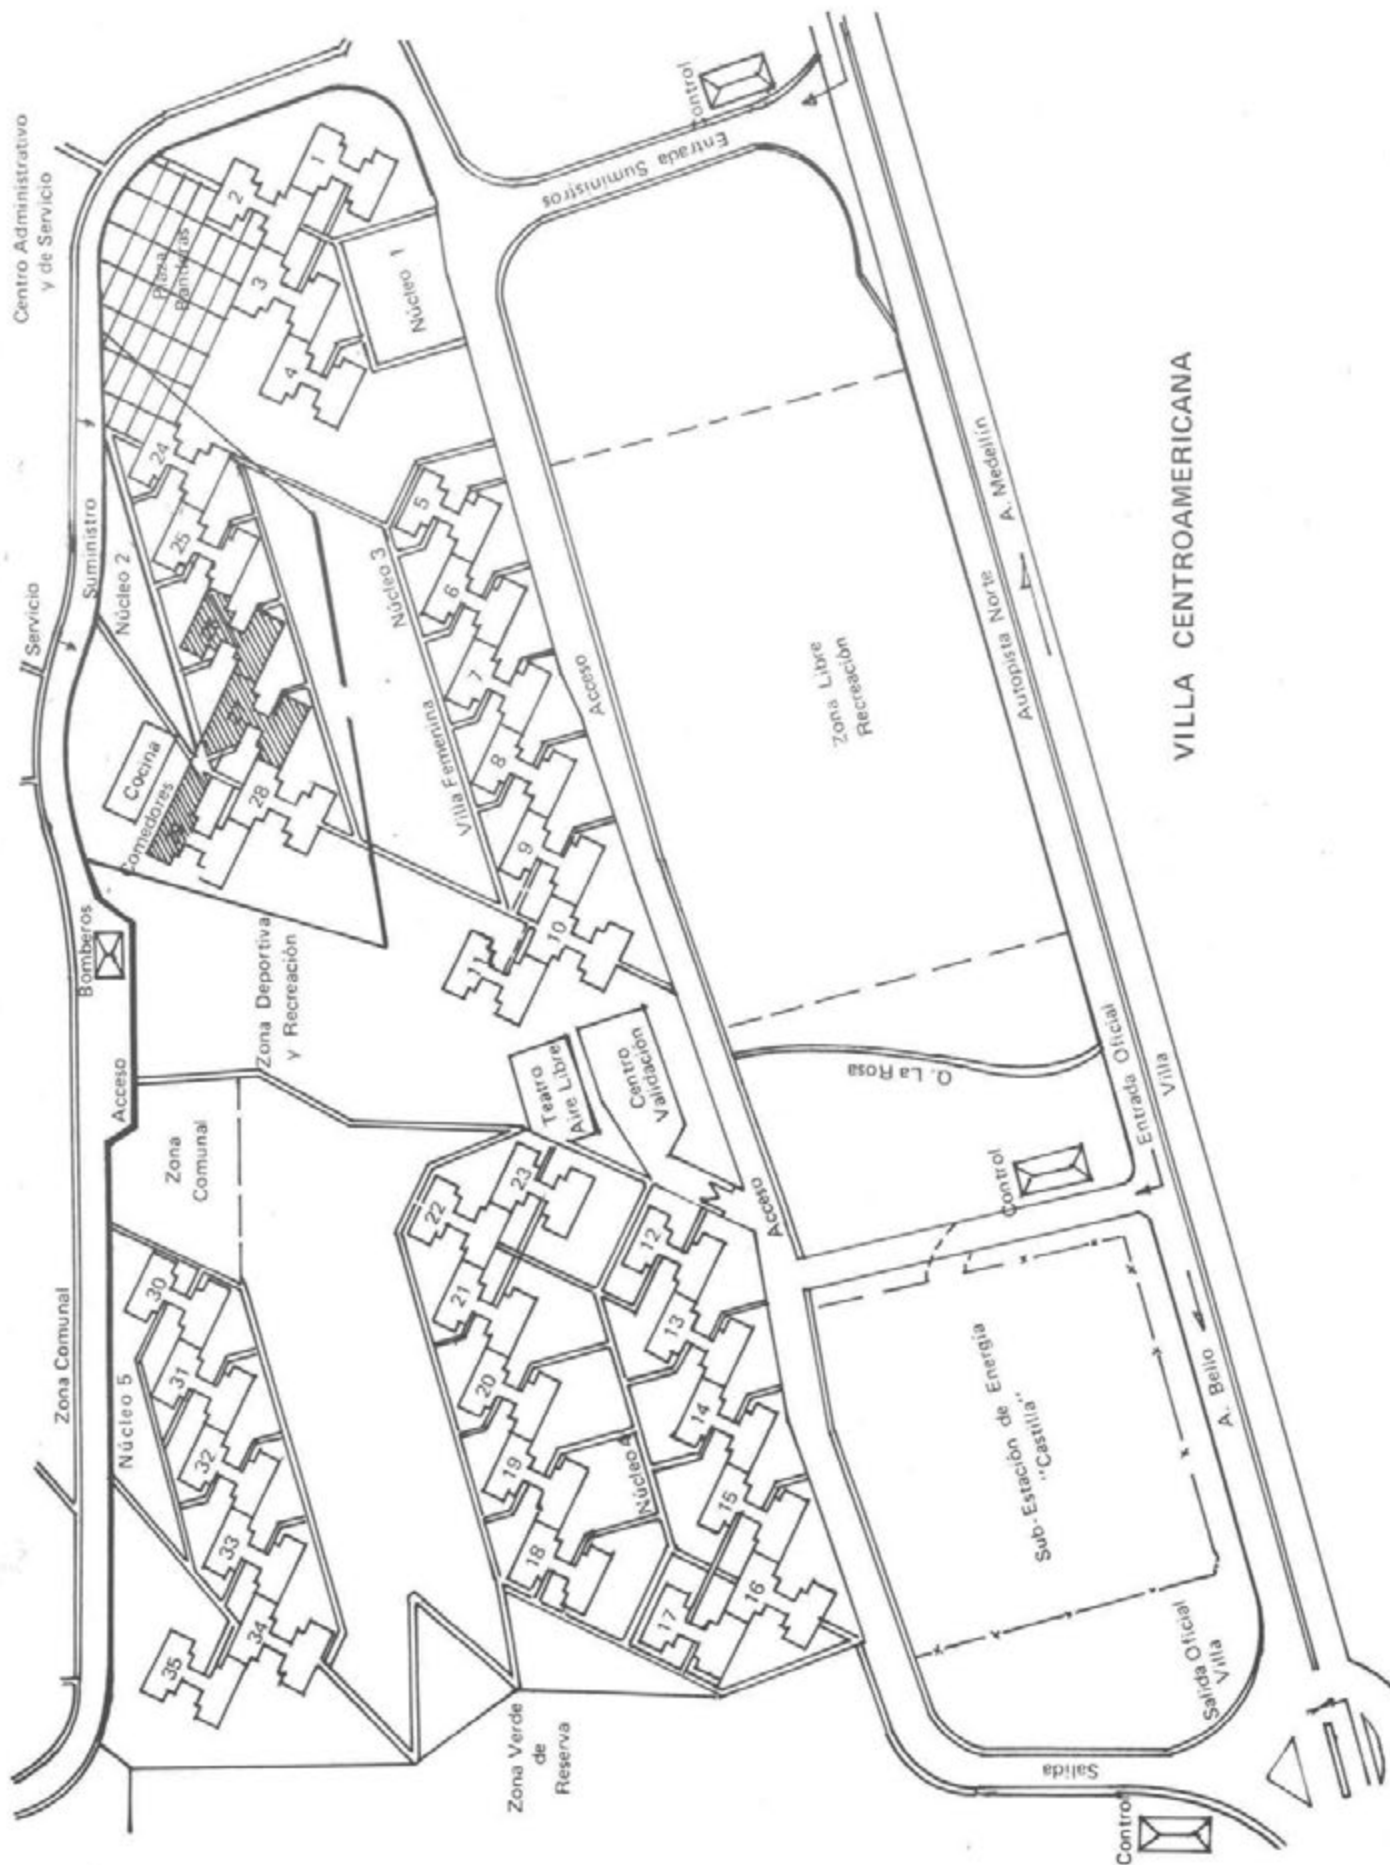 VILLA CENTROAMERICANA
Centro Administrativo
y de Servicio
Servicio
Suministro
Plaza
Banderas
Núcleo 1
1
2
3
4
Núcleo 2
24
25
28
Cocina
Comedores
Núcleo 3
Villa Femenina
5
6
7
8
9
10
11
Acceso
Entrada Suministros
Control
Zona Libre
Recreación
Autopista Norte
A. Medellín
Bomberos
Acceso
Zona Deportiva
y Recreación
Teatro
Aire Libre
Centro
Validación
Q. La Rosa
Entrada Oficial
Villa
Control
Acceso
Zona Comunal
Zona
Comunal
Núcleo 5
30
31
32
33
34
35
22
23
21
20
19
18
Núcleo 4
12
13
14
15
16
17
Sub-Estación de Energía
"Castilla"
A. Bello
Zona Verde
de
Reserva
Salida Oficial
Villa
Salida
Control